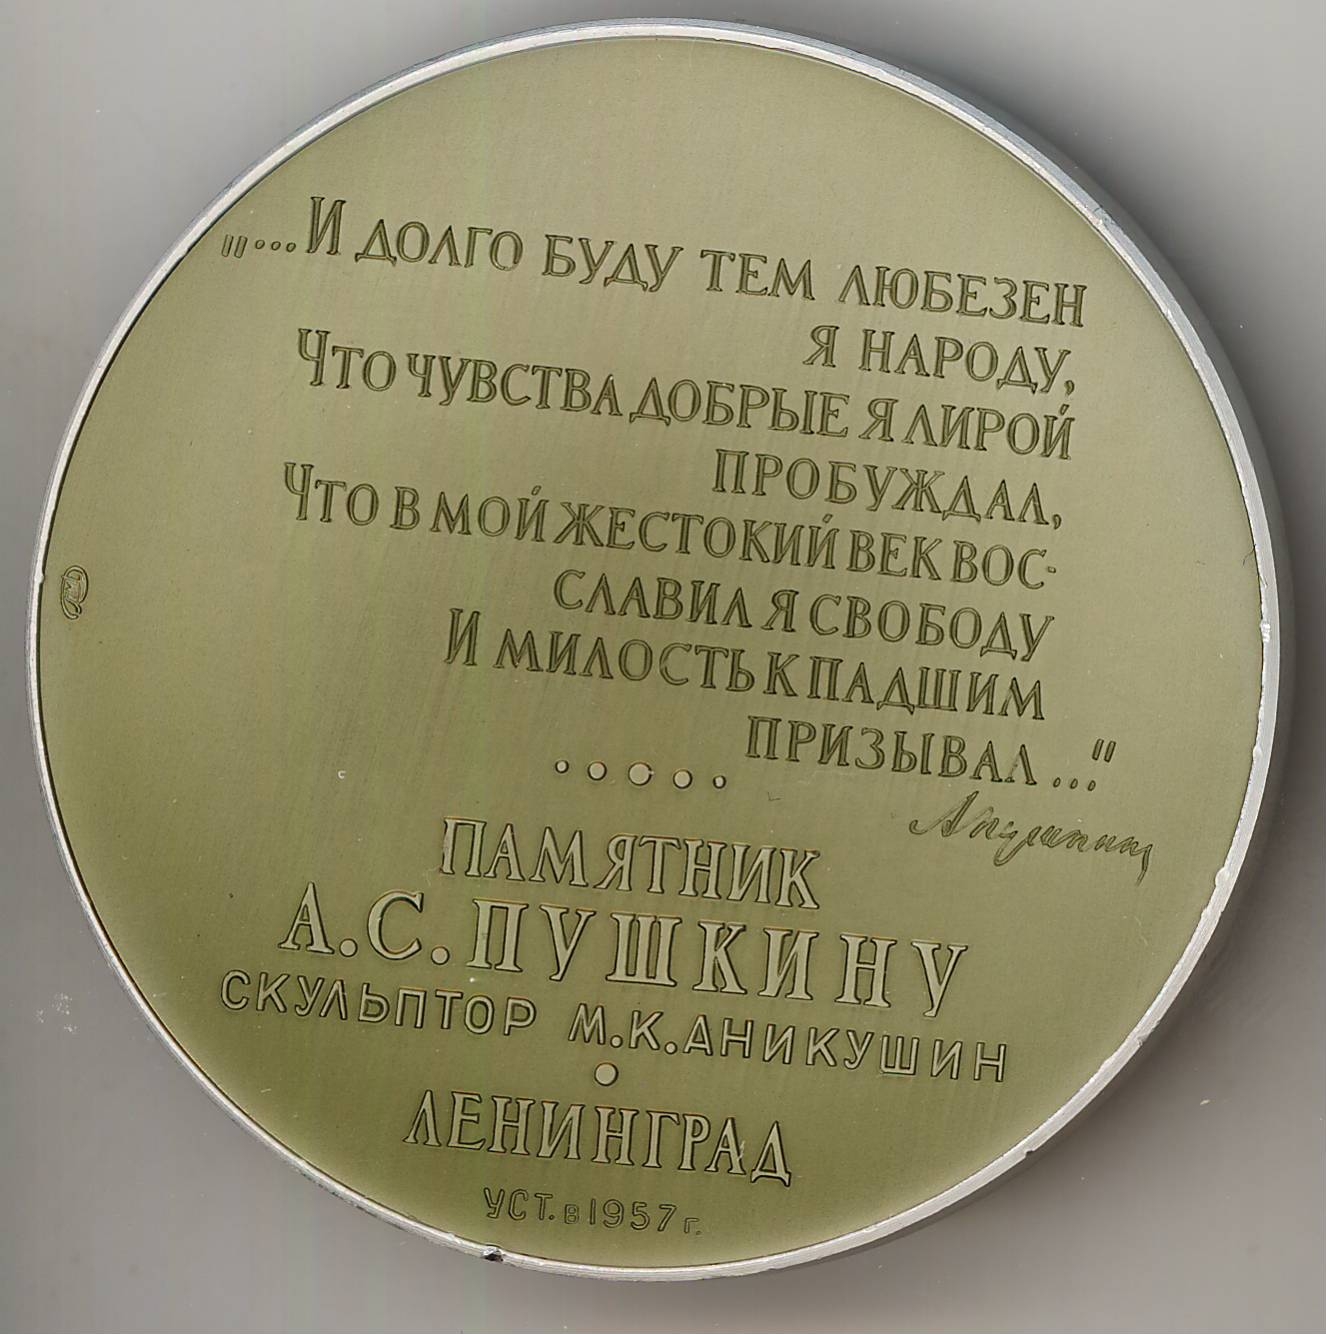 „...И ДОЛГО БУДУ ТЕМ ЛЮБЕЗЕН
Я НАРОДУ,
ЧТО ЧУВСТВА ДОБРЫЕ Я ЛИРОЙ
ПРОБУЖДАЛ,
ЧТО В МОЙ ЖЕСТОКИЙ ВЕК ВОС-
СЛАВИЛ Я СВОБОДУ
И МИЛОСТЬ К ПАДШИМ
ПРИЗЫВАЛ..."
АПушкин
ПАМЯТНИК
А.С.ПУШКИНУ
СКУЛЬПТОР М.К.АНИКУШИН
ЛЕНИНГРАД
УСТ. в 1957 г.